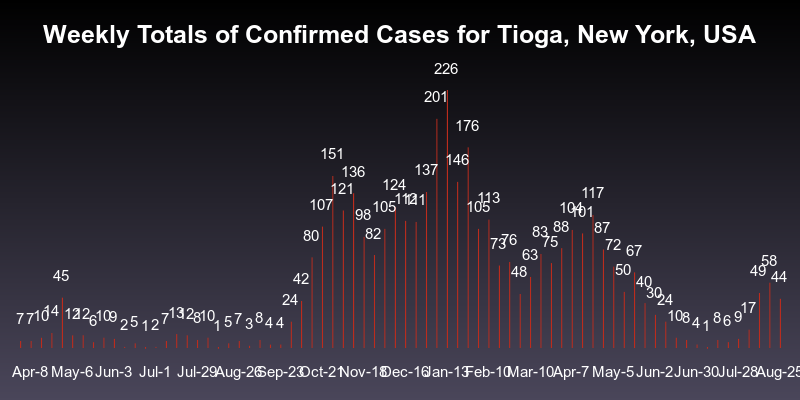 Weekly Totals of Confirmed Cases for Tioga, New York, USA
7 7 10 14 45 12 12 6 10 9 2 5 1 2 7 13 12 8 10 1 5 7 3 8 4 4 24 42 80 107 151 121 136 98 82 105 124 112 111 137 201 226 146 176 105 113 73 76 48 63 83 75 88 104 101 117 87 72 50 67 40 30 24 10 8 4 1 8 6 9 17 49 58 44
Apr-8 May-6 Jun-3 Jul-1 Jul-29 Aug-26 Sep-23 Oct-21 Nov-18 Dec-16 Jan-13 Feb-10 Mar-10 Apr-7 May-5 Jun-2 Jun-30 Jul-28 Aug-25